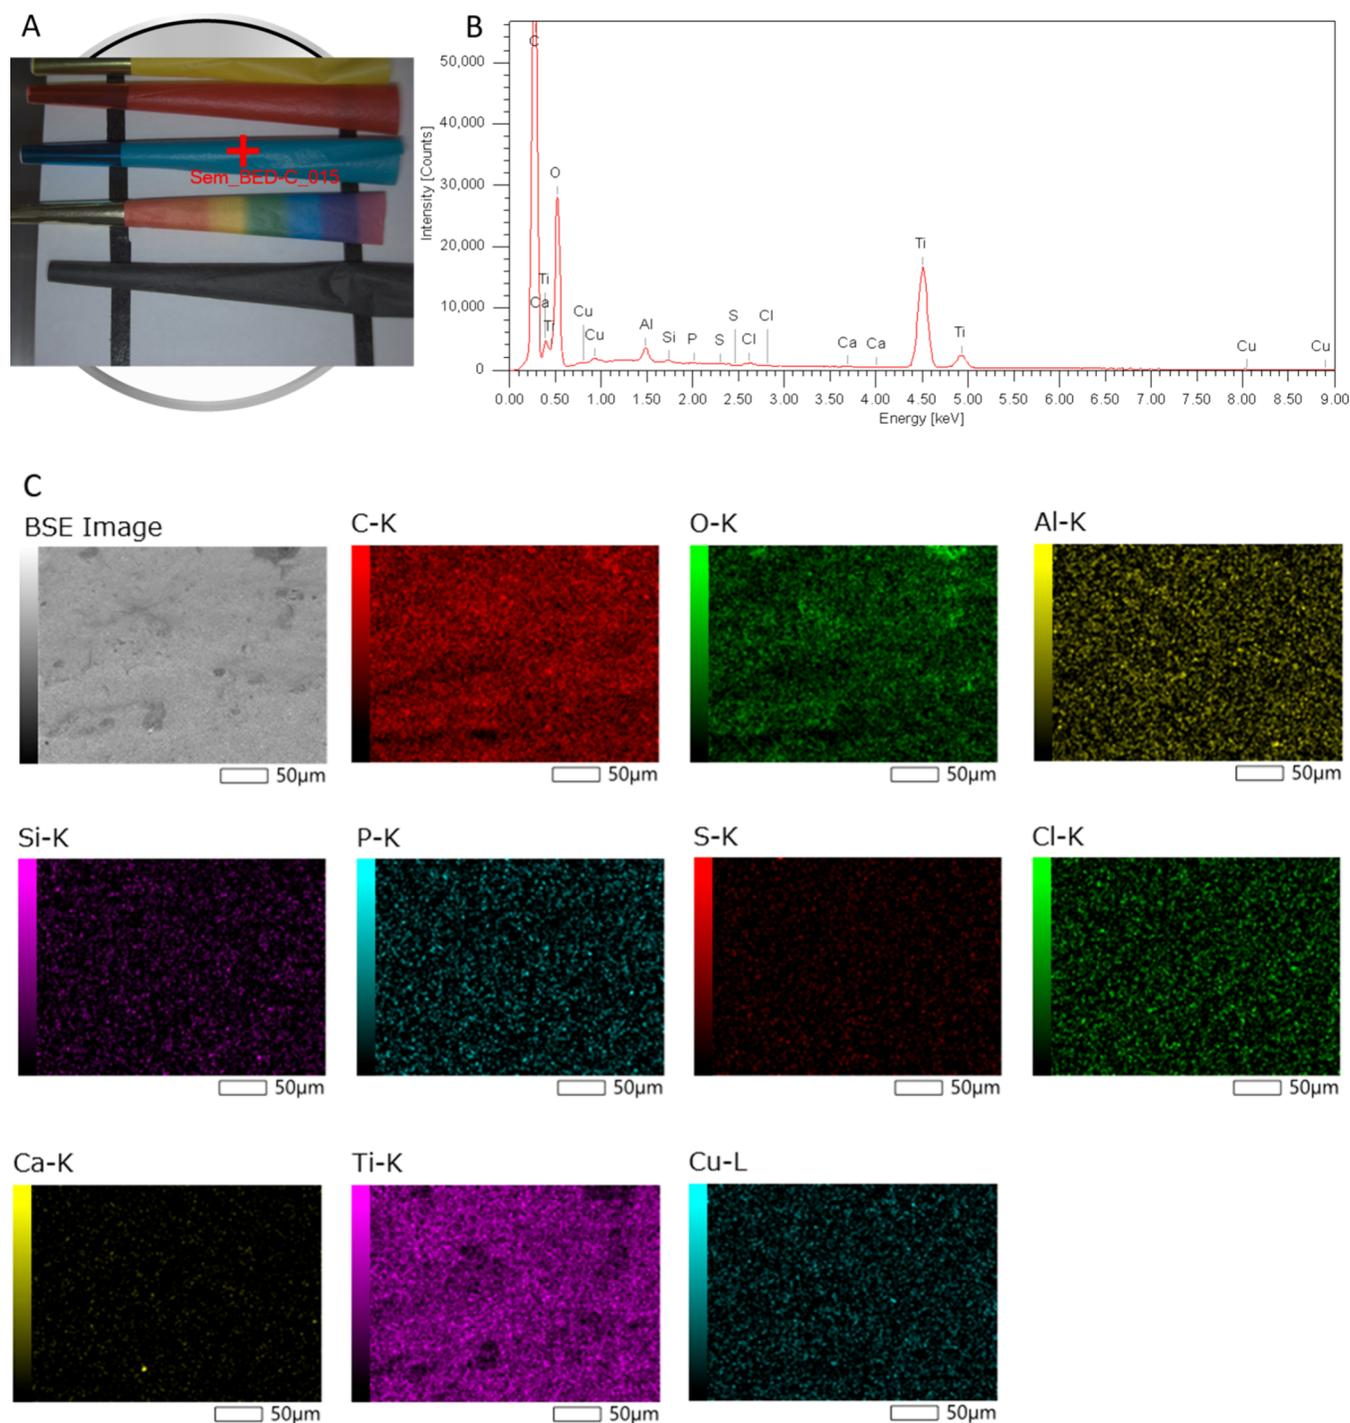 A
Sem_BED-C_015
B
Intensity [Counts]
50,000
40,000
30,000
20,000
10,000
0
C
O
Ti
Ca
Cu
Cu
Al
Si
P
S
S
Cl
Cl
Ca
Ca
Ti
Ti
Cu
Cu
0.00 0.50 1.00 1.50 2.00 2.50 3.00 3.50 4.00 4.50 5.00 5.50 6.00 6.50 7.00 7.50 8.00 8.50 9.00
Energy [keV]
C
BSE Image
C-K
O-K
Al-K
50μm
50μm
50μm
50μm
Si-K
P-K
S-K
Cl-K
50μm
50μm
50μm
50μm
Ca-K
Ti-K
Cu-L
50μm
50μm
50μm